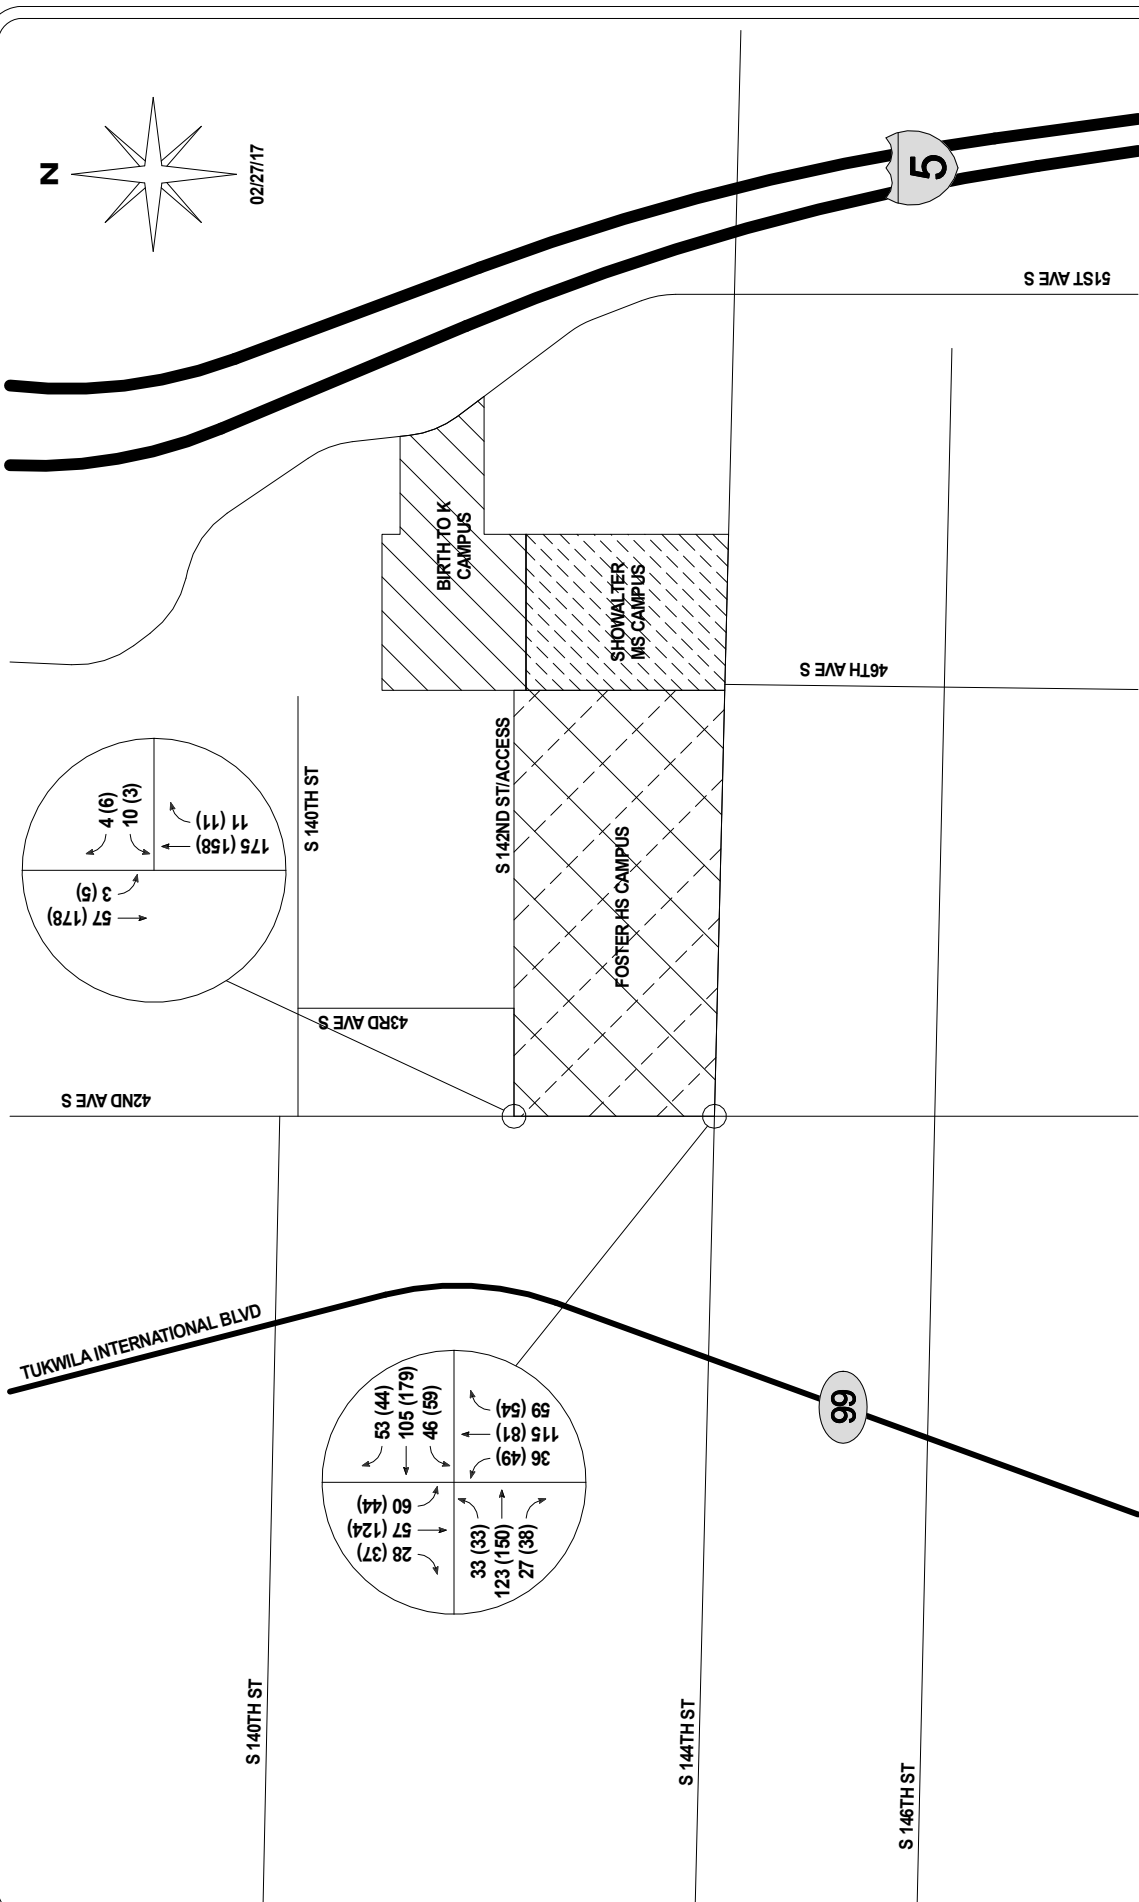 N
02/27/17
5
51ST AVE S
BIRTH TO K
CAMPUS
SHOWALTER
MS CAMPUS
46TH AVE S
S 140TH ST
S 142ND ST/ACCESS
FOSTER HS CAMPUS
4 (6)
10 (3)
11 (11)
175 (158)
3 (5)
57 (178)
43RD AVE S
42ND AVE S
TUKWILA INTERNATIONAL BLVD
99
53 (44)
105 (179)
46 (59)
59 (54)
115 (81)
36 (49)
60 (44)
57 (124)
28 (37)
33 (33)
123 (150)
27 (38)
S 140TH ST
S 144TH ST
S 146TH ST